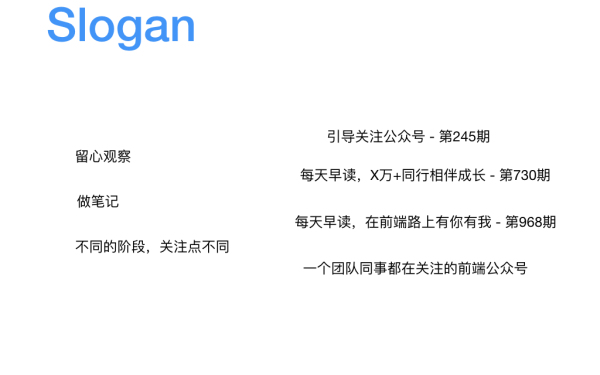 Slogan
留心观察
做笔记
不同的阶段，关注点不同
引导关注公众号 - 第245期
每天早读，X万+同行相伴成长 - 第730期
每天早读，在前端路上有你有我 - 第968期
一个团队同事都在关注的前端公众号